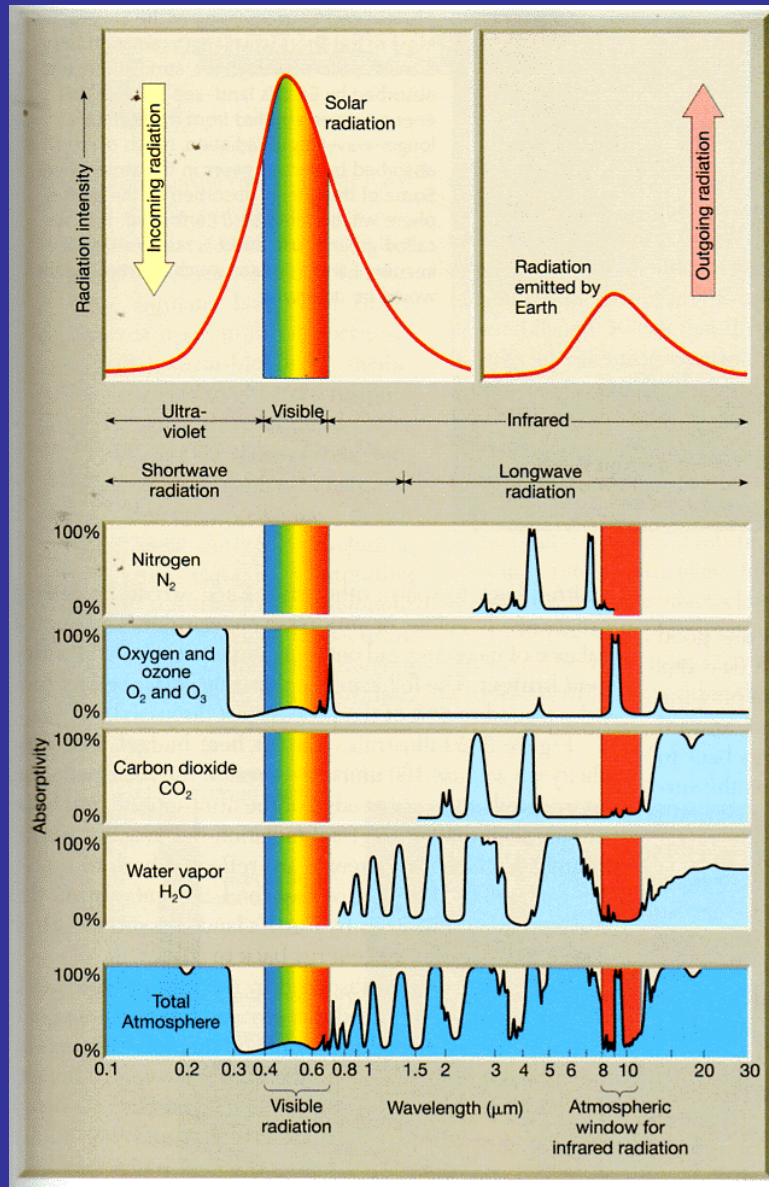 Radiation intensity
Incoming radiation
Solar
radiation
Radiation
emitted by
Earth
Outgoing radiation
Ultra-
violet
Visible
Infrared
Shortwave
radiation
Longwave
radiation
Absorptivity
100%
Nitrogen
N₂
0%
100%
Oxygen and
ozone
O₂ and O₃
0%
100%
Carbon dioxide
CO₂
0%
100%
Water vapor
H₂O
0%
100%
Total
Atmosphere
0%
0.1 0.2 0.3 0.4 0.6 0.8 1 1.5 2 3 4 5 6 8 10 20 30
Visible
radiation
Wavelength (μm)
Atmospheric
window for
infrared radiation